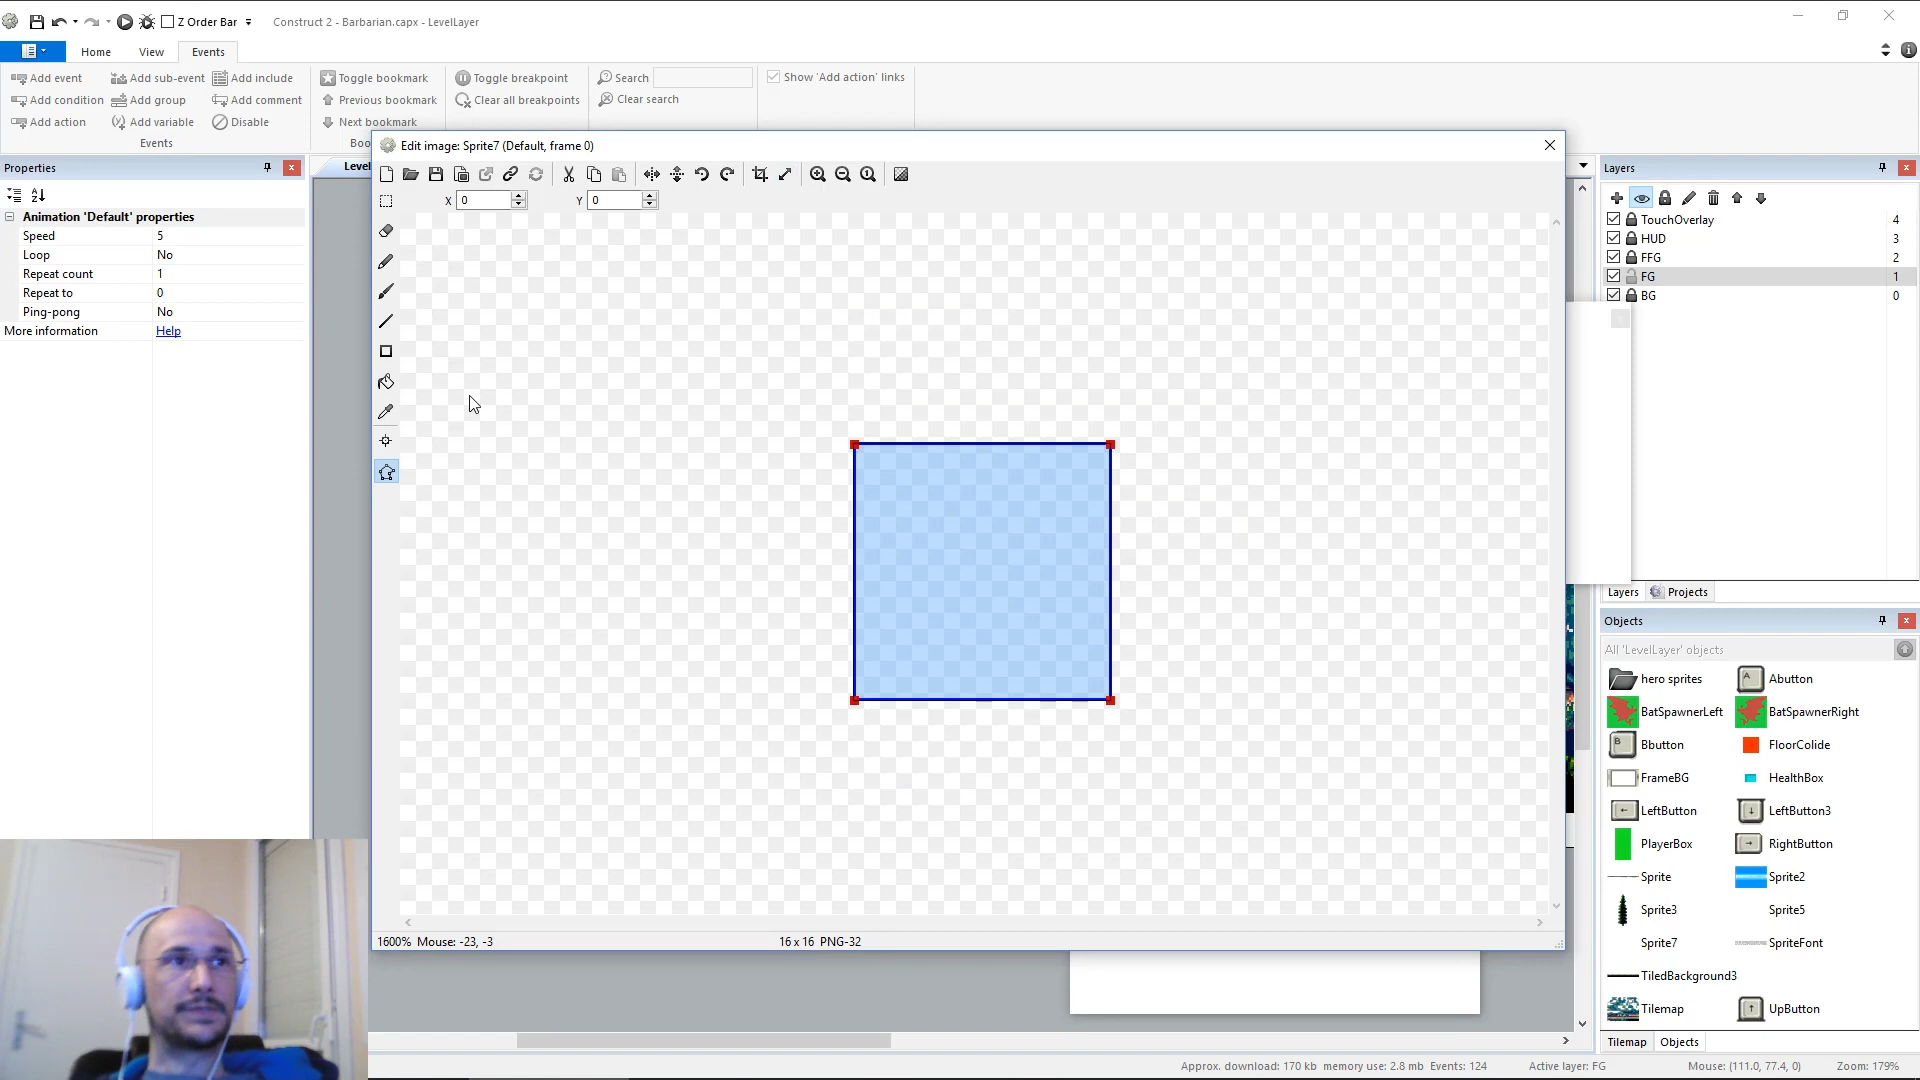 Z Order Bar
Construct 2 - Barbarian.capx - LevelLayer
Home View Events
Add event Add sub-event Add include
Add condition Add group Add comment
Add action Add variable Disable
Events
Toggle bookmark
Previous bookmark
Next bookmark
Boo
Toggle breakpoint
Clear all breakpoints
Search
Clear search
Show 'Add action' links
Properties
Animation 'Default' properties
Speed 5
Loop No
Repeat count 1
Repeat to 0
Ping-pong No
More information Help
Level
Edit image: Sprite7 (Default, frame 0)
X 0 Y 0
1600% Mouse: -23, -3
16 x 16 PNG-32
Layers
TouchOverlay 4
HUD 3
FFG 2
FG 1
BG 0
Layers Projects
Objects
All 'LevelLayer' objects
hero sprites A Abutton
BatSpawnerLeft BatSpawnerRight
B Bbutton FloorColide
FrameBG HealthBox
LeftButton LeftButton3
PlayerBox RightButton
Sprite Sprite2
Sprite3 Sprite5
Sprite7 SpriteFont
TiledBackground3
Tilemap UpButton
Tilemap Objects
Approx. download: 170 kb memory use: 2.8 mb Events: 124 Active layer: FG Mouse: (111.0, 77.4, 0) Zoom: 179%